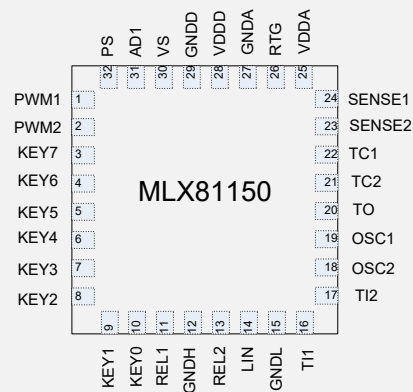 PS AD1 VS GNDD VDDD GNDA RTG VDDA
32 31 30 29 28 27 26 25
PWM1 1 24 SENSE1
PWM2 2 23 SENSE2
KEY7 3 22 TC1
KEY6 4 21 TC2
MLX81150
KEY5 5 20 TO
KEY4 6 19 OSC1
KEY3 7 18 OSC2
KEY2 8 17 TI2
9 10 11 12 13 14 15 16
KEY1 KEY0 REL1 GNDH REL2 LIN GNDL TI1